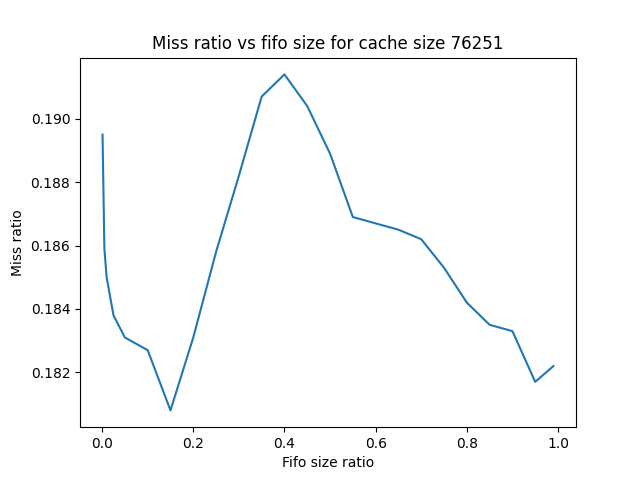 Miss ratio vs fifo size for cache size 76251
Miss ratio
0.190
0.188
0.186
0.184
0.182
0.0 0.2 0.4 0.6 0.8 1.0
Fifo size ratio